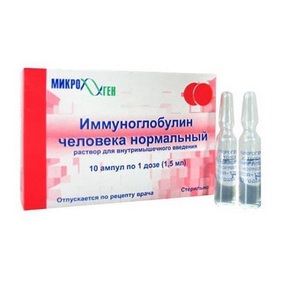 МИКРОГЕН
Иммуноглобулин
человека нормальный
раствор для внутримышечного введения
10 ампул по 1 доза (1,5 мл)
Отпускается по рецепту врача
Стерильно